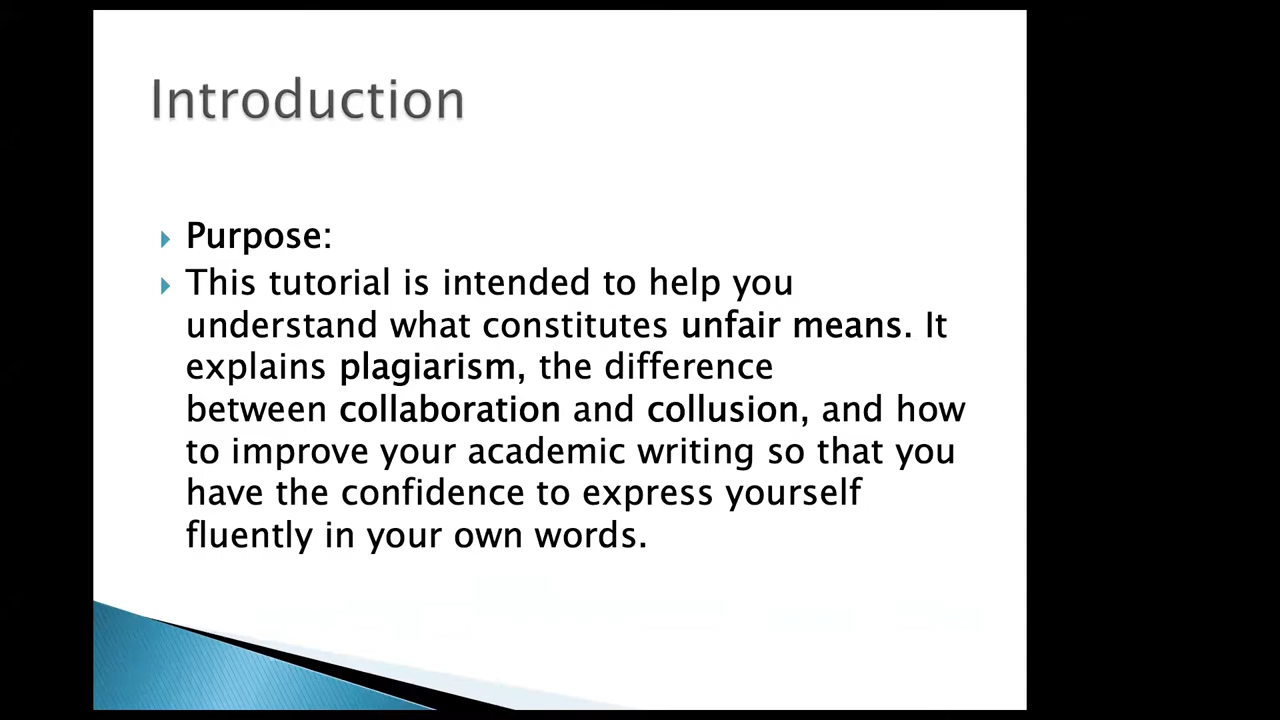 Introduction
Purpose:
This tutorial is intended to help you
understand what constitutes unfair means. It
explains plagiarism, the difference
between collaboration and collusion, and how
to improve your academic writing so that you
have the confidence to express yourself
fluently in your own words.